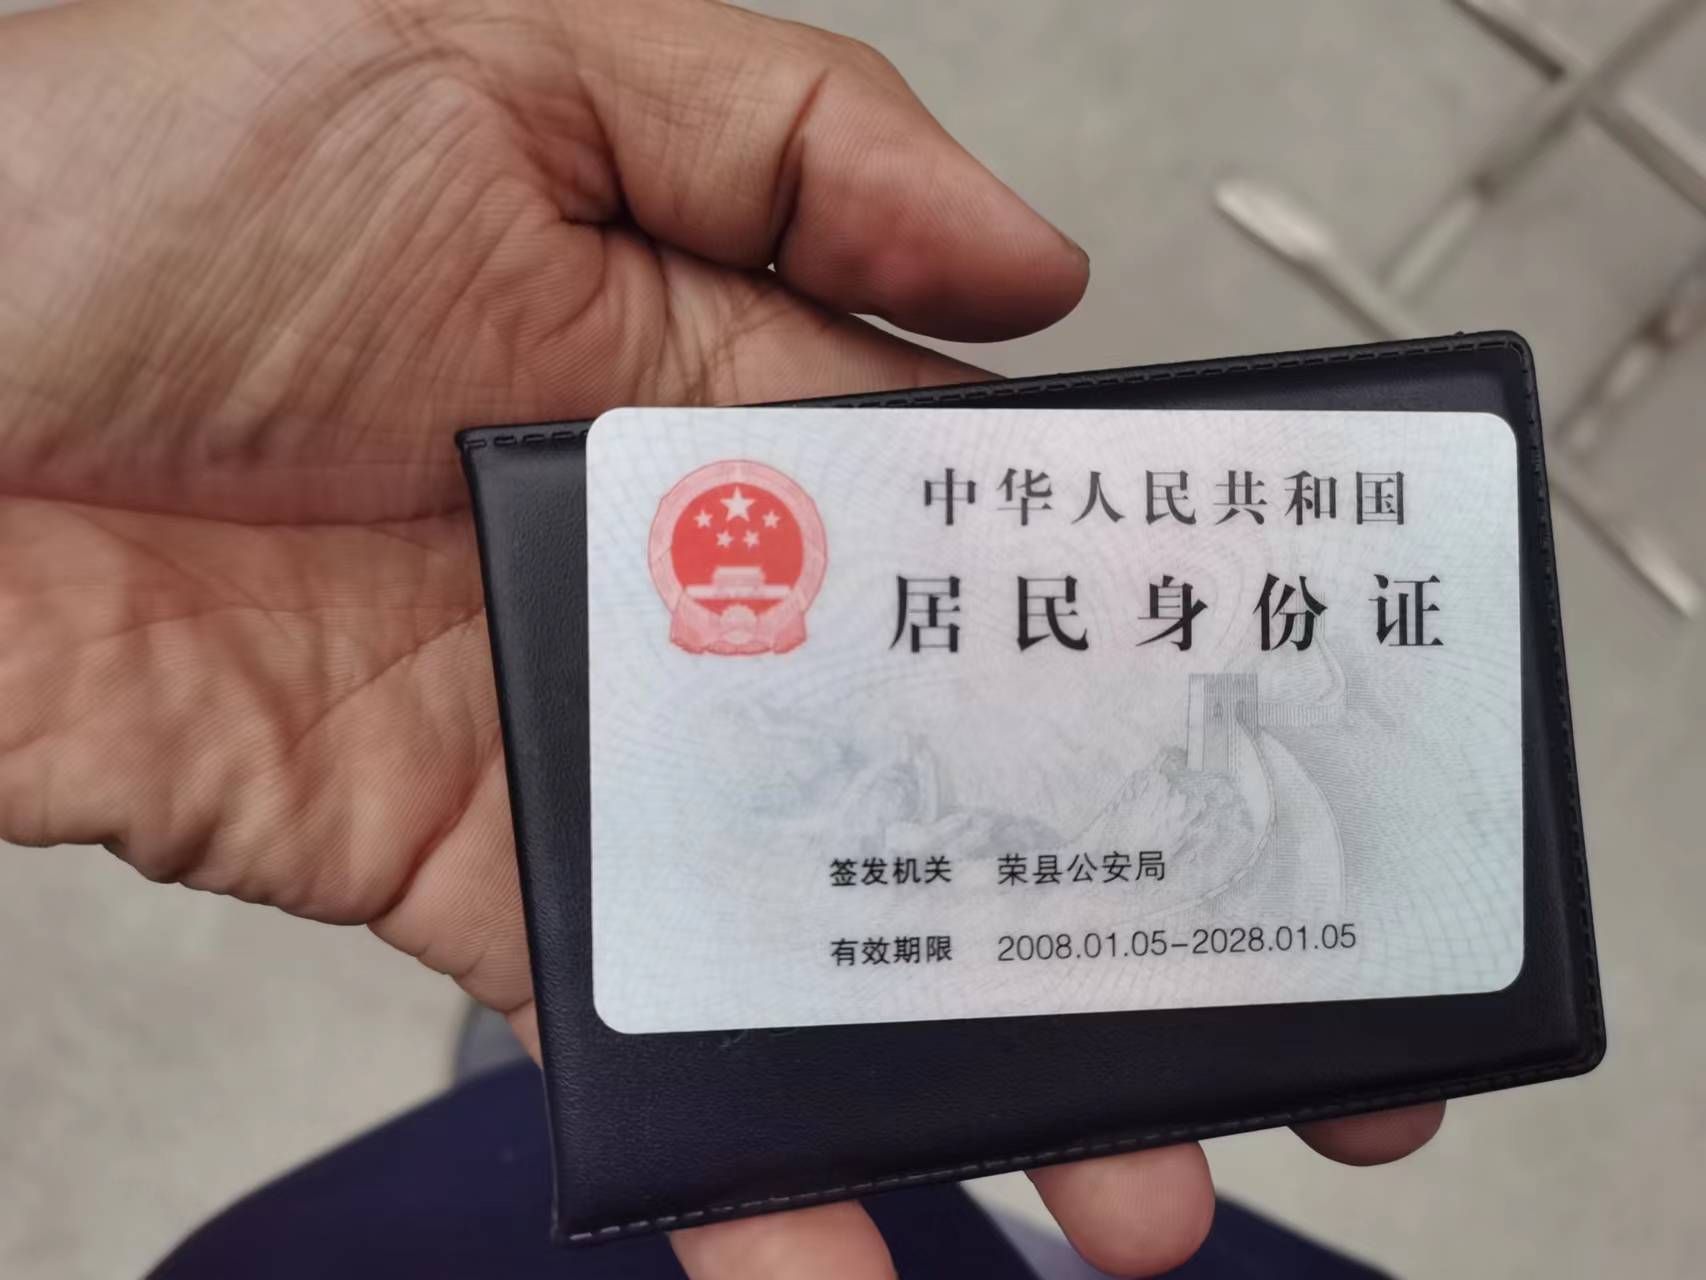 中华人民共和国
居民身份证
签发机关 荣县公安局
有效期限 2008.01.05-2028.01.05